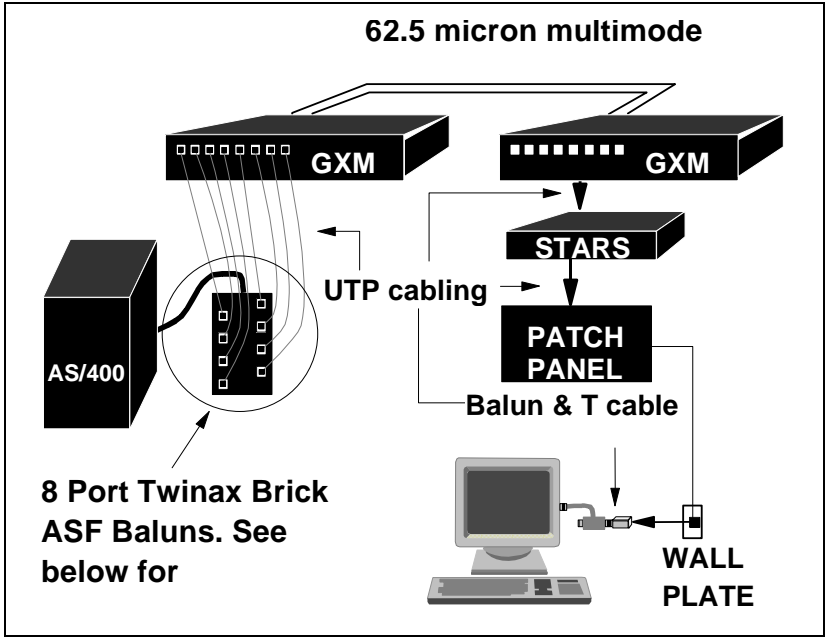 62.5 micron multimode
GXM
GXM
STARS
UTP cabling
AS/400
PATCH
PANEL
Balun & T cable
8 Port Twinax Brick
ASF Baluns. See
below for
WALL
PLATE